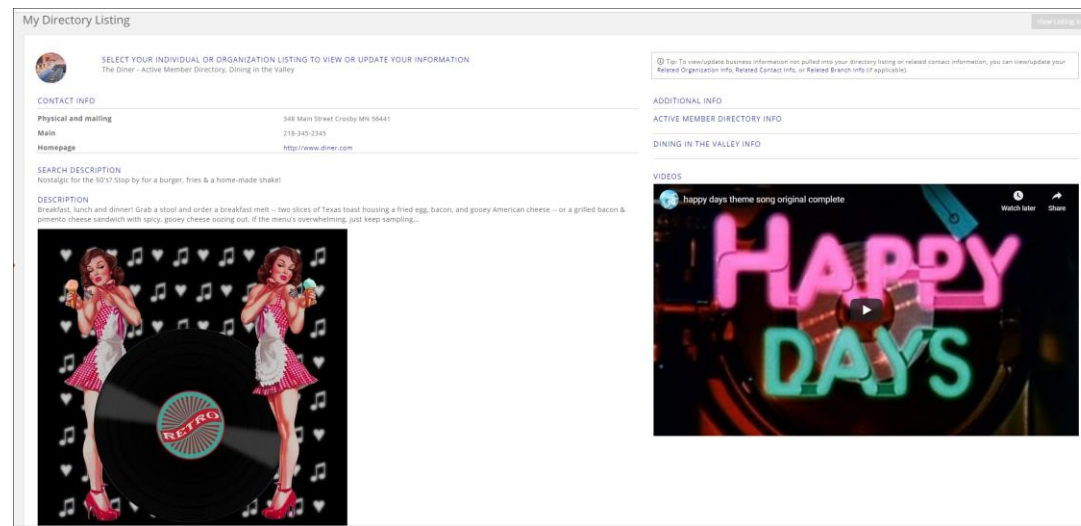 My Directory Listing
SELECT YOUR INDIVIDUAL OR ORGANIZATION LISTING TO VIEW OR UPDATE YOUR INFORMATION
The Diner - Active Member Directory, Dining in the Valley
CONTACT INFO
Physical and mailing 348 Main Street Crosby MN 56441
Main 218-345-2345
Homepage http://www.diner.com
SEARCH DESCRIPTION
Nostalgic for the 50's? Stop by for a burger, fries & a home-made shake!
DESCRIPTION
Breakfast, lunch and dinner! Grab a stool and order a breakfast melt -- two slices of Texas toast housing a fried egg, bacon, and gooey American cheese -- or a grilled bacon &
pimento cheese sandwich with spicy, gooey cheese oozing out. If the menu's overwhelming, just keep sampling...
RETRO
View Listing
Tip: To view/update business information not pulled into your directory listing or related contact information, you can view/update your
Related Organization Info, Related Contact Info, or Related Branch Info (if applicable).
ADDITIONAL INFO
ACTIVE MEMBER DIRECTORY INFO
DINING IN THE VALLEY INFO
VIDEOS
happy days theme song original complete
Watch later Share
HAPPY
DAYS